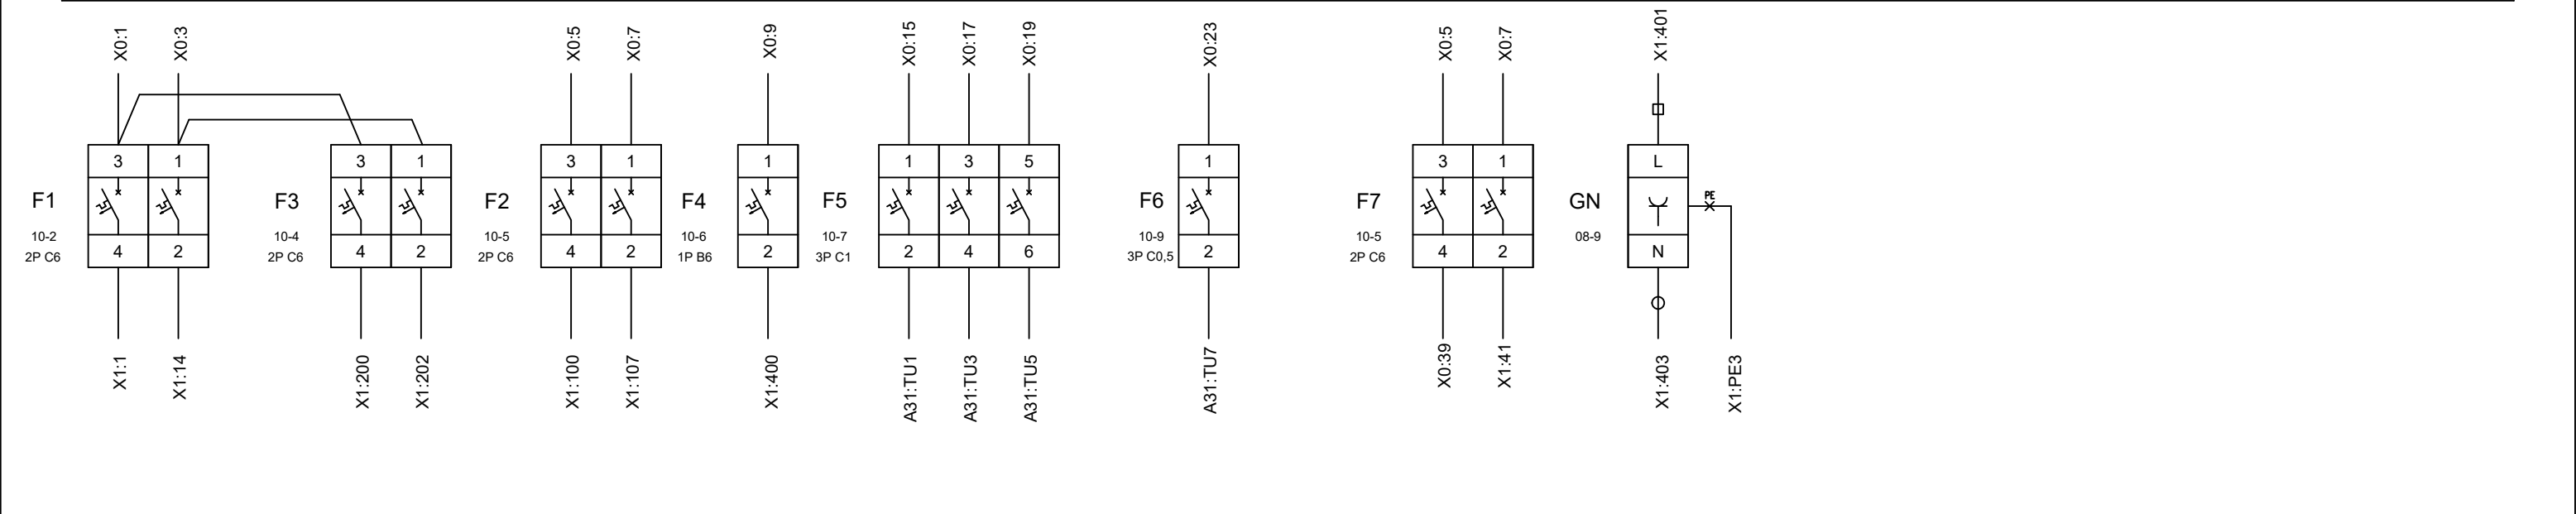 X0:1 X0:3 X0:5 X0:7 X0:9 X0:15 X0:17 X0:19 X0:23 X0:5 X0:7 X1:401
3 1 3 1 3 1 1 1 3 5 1 3 1 L
F1 F3 F2 F4 F5 F6 F7 GN PE
10-2 10-4 10-5 10-6 10-7 10-9 10-5 08-9
4 2 4 2 4 2 2 2 4 6 2 4 2 N
2P C6 2P C6 2P C6 1P B6 3P C1 3P C0,5 2P C6
X1:1 X1:14 X1:200 X1:202 X1:100 X1:107 X1:400 A31:TU1 A31:TU3 A31:TU5 A31:TU7 X0:39 X1:41 X1:403 X1:PE3